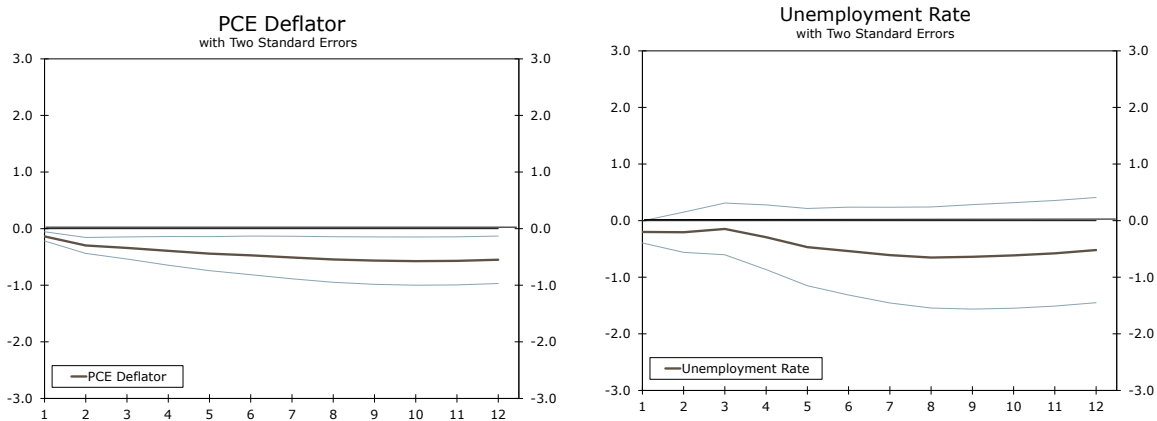 PCE Deflator
with Two Standard Errors
3.0 3.0
2.0 2.0
1.0 1.0
0.0 0.0
-1.0 -1.0
-2.0 -2.0
-3.0 -3.0
PCE Deflator
1 2 3 4 5 6 7 8 9 10 11 12
Unemployment Rate
with Two Standard Errors
3.0 3.0
2.0 2.0
1.0 1.0
0.0 0.0
-1.0 -1.0
-2.0 -2.0
-3.0 -3.0
Unemployment Rate
1 2 3 4 5 6 7 8 9 10 11 12